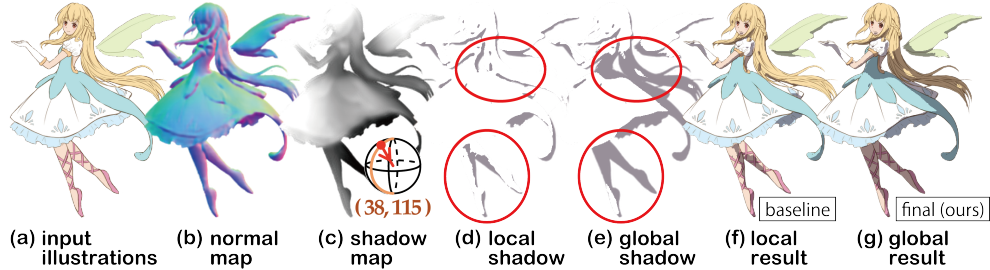 (38, 115)
baseline
final (ours)
(a) input illustrations
(b) normal map
(c) shadow map
(d) local shadow
(e) global shadow
(f) local result
(g) global result